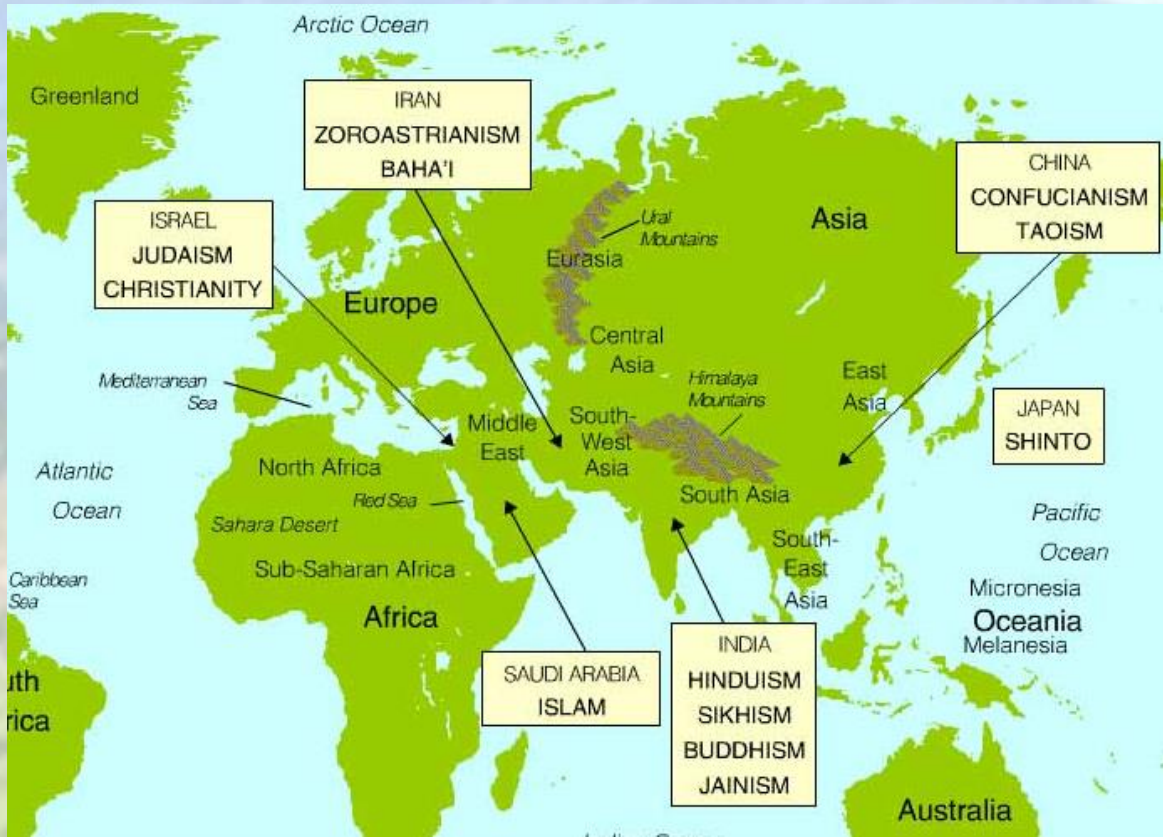 Arctic Ocean
Greenland
IRAN
ZOROASTRIANISM
BAHA'I
CHINA
CONFUCIANISM
TAOISM
ISRAEL
JUDAISM
CHRISTIANITY
Ural
Mountains
Asia
Eurasia
Europe
Central
Asia
Mediterranean
Sea
Himalaya
Mountains
East
Asia
JAPAN
SHINTO
Middle
East
South-
West
Asia
North Africa
Atlantic
Ocean
Red Sea
South Asia
Sahara Desert
Pacific
Ocean
South-
East
Asia
Sub-Saharan Africa
Caribbean
Sea
Micronesia
Oceania
Melanesia
Africa
SAUDI ARABIA
ISLAM
INDIA
HINDUISM
SIKHISM
BUDDHISM
JAINISM
uth
rica
Australia